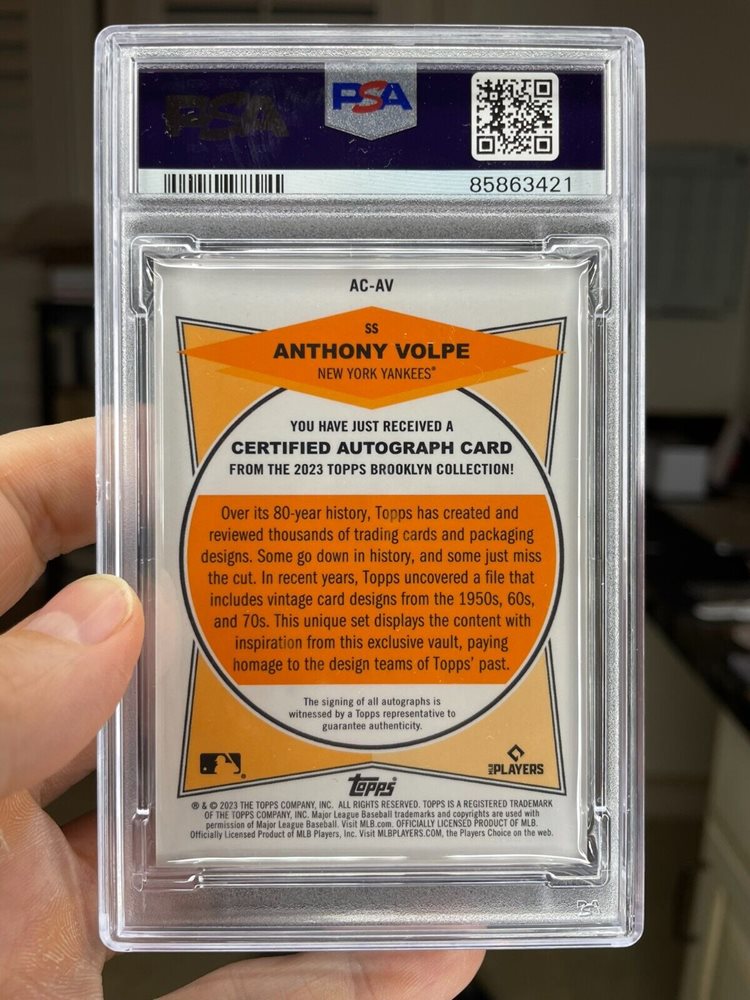 PSA
PSA
85863421
AC-AV
SS
ANTHONY VOLPE
NEW YORK YANKEES®
YOU HAVE JUST RECEIVED A
CERTIFIED AUTOGRAPH CARD
FROM THE 2023 TOPPS BROOKLYN COLLECTION!
Over its 80-year history, Topps has created and
reviewed thousands of trading cards and packaging
designs. Some go down in history, and some just miss
the cut. In recent years, Topps uncovered a file that
includes vintage card designs from the 1950s, 60s,
and 70s. This unique set displays the content with
inspiration from this exclusive vault, paying
homage to the design teams of Topps' past.
The signing of all autographs is
witnessed by a Topps representative to
guarantee authenticity.
MLB PLAYERS
Topps
® & © 2023 THE TOPPS COMPANY, INC. ALL RIGHTS RESERVED. TOPPS IS A REGISTERED TRADEMARK
OF THE TOPPS COMPANY, INC. Major League Baseball trademarks and copyrights are used with
permission of Major League Baseball. Visit MLB.com. OFFICIALLY LICENSED PRODUCT OF MLB.
Officially Licensed Product of MLB Players, Inc. Visit MLBPLAYERS.COM, the Players Choice on the web.
PSA